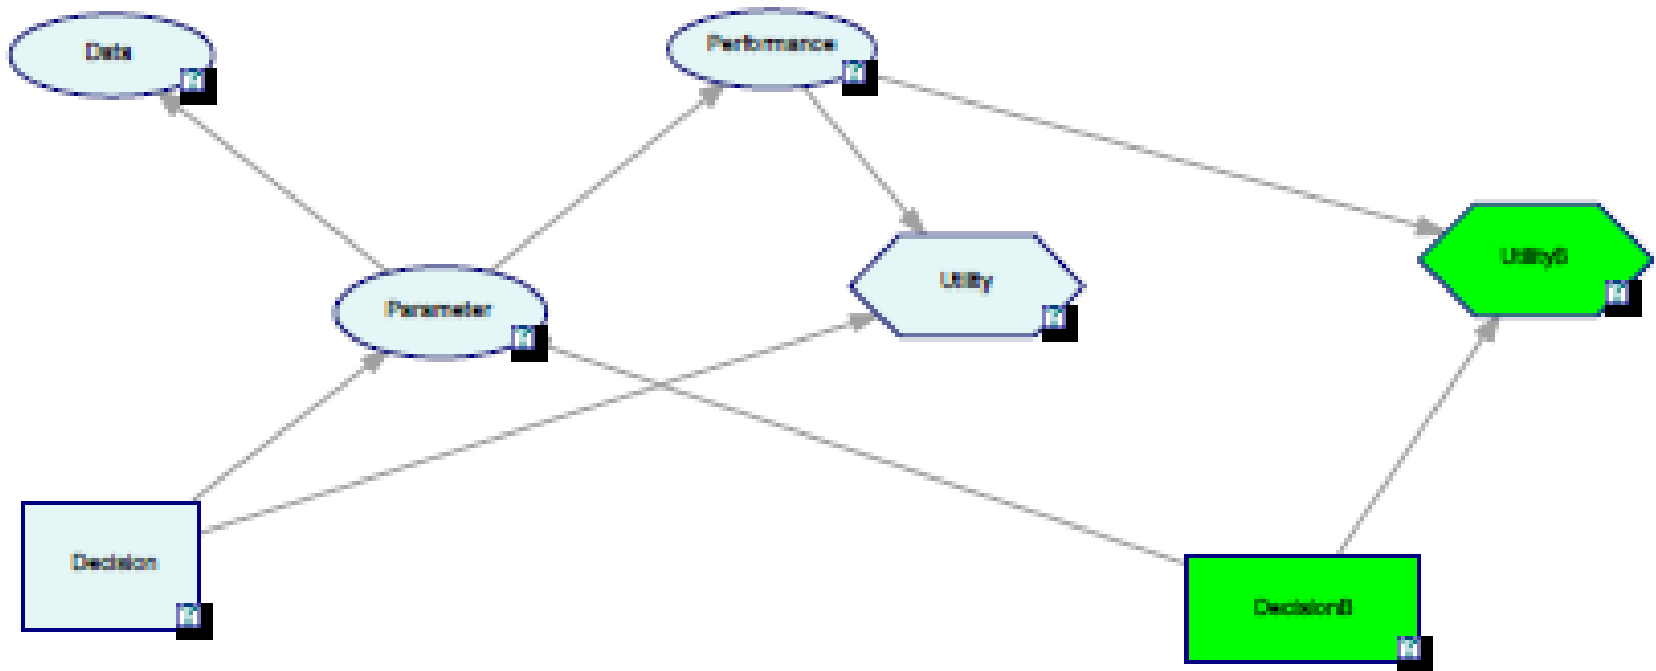 Data
Performance
UtilityB
Utility
Parameter
Decision
DecisionB